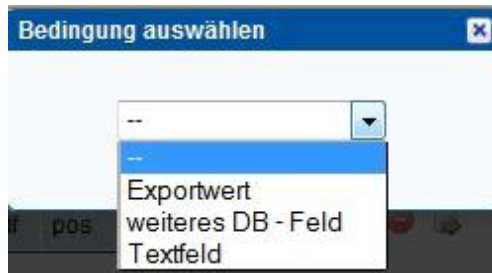 Bedingung auswählen
--
--
Exportwert
weiteres DB - Feld
pos
Textfeld